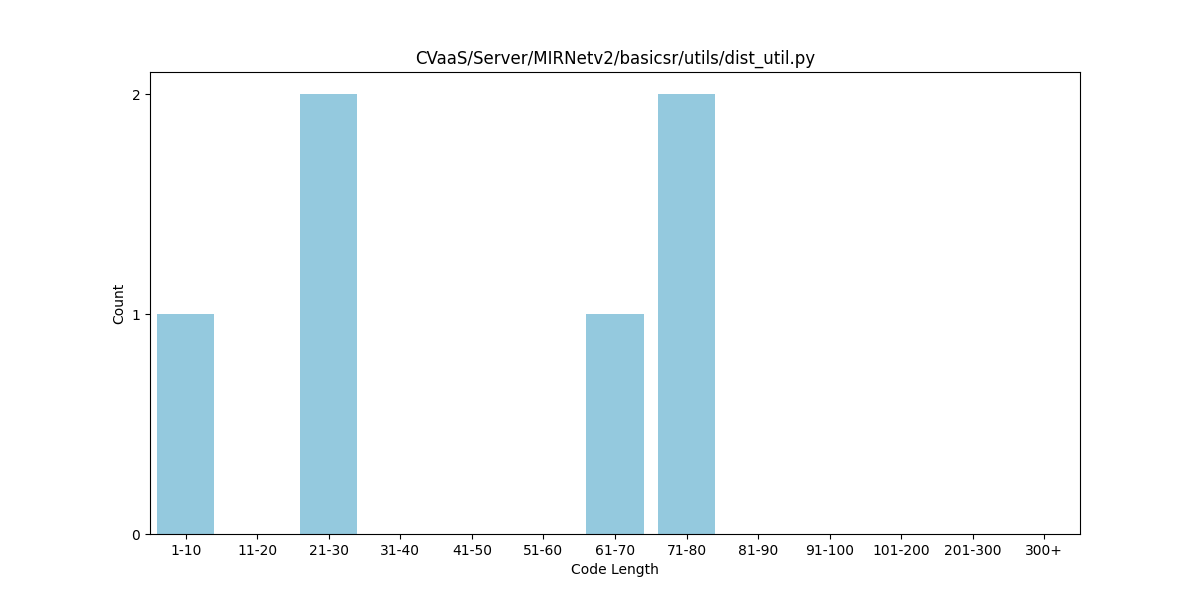 CVaaS/Server/MIRNetv2/basicsr/utils/dist_util.py
2
1
0
Count
1-10 11-20 21-30 31-40 41-50 51-60 61-70 71-80 81-90 91-100 101-200 201-300 300+
Code Length